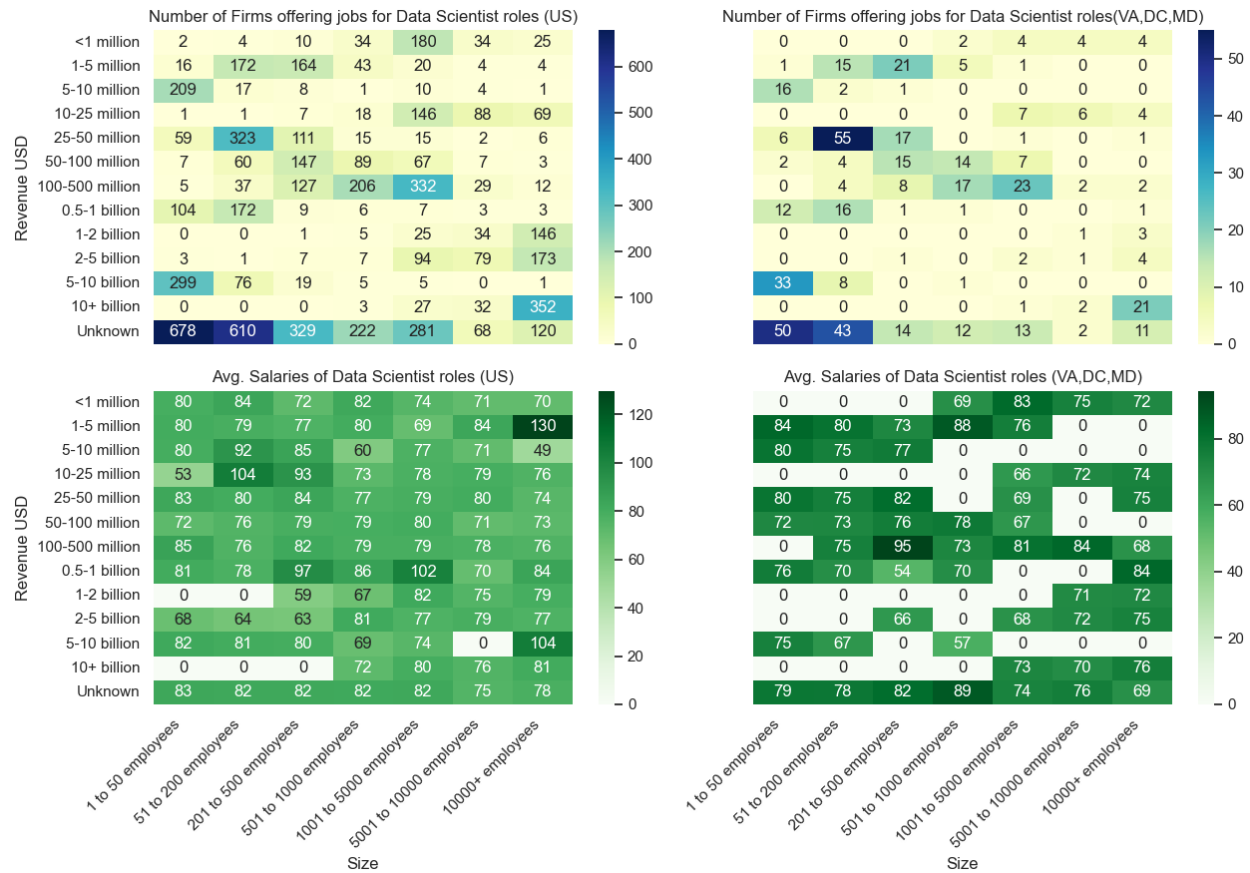 Number of Firms offering jobs for Data Scientist roles (US)
Number of Firms offering jobs for Data Scientist roles(VA,DC,MD)
Revenue USD
<1 million 2 4 10 34 180 34 25 0 0 0 2 4 4 4
1-5 million 16 172 164 43 20 4 4 1 15 21 5 1 0 0
5-10 million 209 17 8 1 10 4 1 16 2 1 0 0 0 0
10-25 million 1 1 7 18 146 88 69 0 0 0 0 7 6 4
25-50 million 59 323 111 15 15 2 6 6 55 17 0 1 0 1
50-100 million 7 60 147 89 67 7 3 2 4 15 14 7 0 0
100-500 million 5 37 127 206 332 29 12 0 4 8 17 23 2 2
0.5-1 billion 104 172 9 6 7 3 3 12 16 1 1 0 0 1
1-2 billion 0 0 1 5 25 34 146 0 0 0 0 0 1 3
2-5 billion 3 1 7 7 94 79 173 0 0 1 0 2 1 4
5-10 billion 299 76 19 5 5 0 1 33 8 0 1 0 0 0
10+ billion 0 0 0 3 27 32 352 0 0 0 0 1 2 21
Unknown 678 610 329 222 281 68 120 50 43 14 12 13 2 11
600
500
400
300
200
100
0
50
40
30
20
10
0
Avg. Salaries of Data Scientist roles (US)
Avg. Salaries of Data Scientist roles (VA,DC,MD)
Revenue USD
<1 million 80 84 72 82 74 71 70 0 0 0 69 83 75 72
1-5 million 80 79 77 80 69 84 130 84 80 73 88 76 0 0
5-10 million 80 92 85 60 77 71 49 80 75 77 0 0 0 0
10-25 million 53 104 93 73 78 79 76 0 0 0 0 66 72 74
25-50 million 83 80 84 77 79 80 74 80 75 82 0 69 0 75
50-100 million 72 76 79 79 80 71 73 72 73 76 78 67 0 0
100-500 million 85 76 82 79 79 78 76 0 75 95 73 81 84 68
0.5-1 billion 81 78 97 86 102 70 84 76 70 54 70 0 0 84
1-2 billion 0 0 59 67 82 75 79 0 0 0 0 0 71 72
2-5 billion 68 64 63 81 77 79 77 0 0 66 0 68 72 75
5-10 billion 82 81 80 69 74 0 104 75 67 0 57 0 0 0
10+ billion 0 0 0 72 80 76 81 0 0 0 0 73 70 76
Unknown 83 82 82 82 82 75 78 79 78 82 89 74 76 69
120
100
80
60
40
20
0
80
60
40
20
0
1 to 50 employees
51 to 200 employees
201 to 500 employees
501 to 1000 employees
1001 to 5000 employees
5001 to 10000 employees
10000+ employees
Size
1 to 50 employees
51 to 200 employees
201 to 500 employees
501 to 1000 employees
1001 to 5000 employees
5001 to 10000 employees
10000+ employees
Size